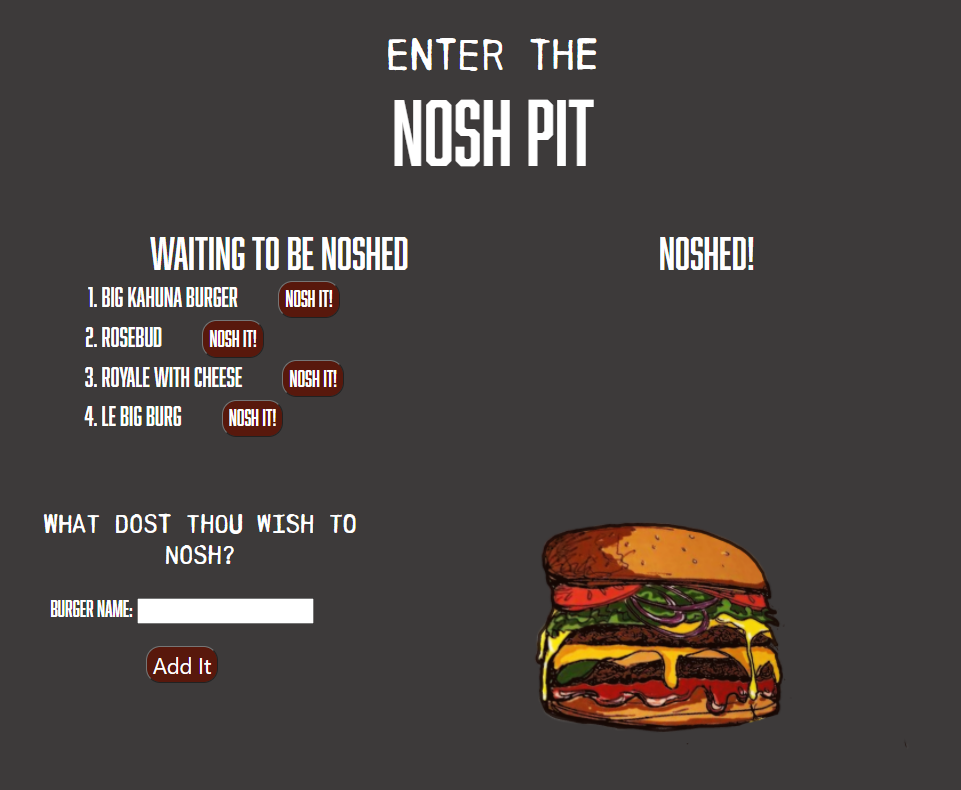 ENTER THE
NOSH PIT
WAITING TO BE NOSHED
NOSHED!
1. BIG KAHUNA BURGER NOSH IT!
2. ROSEBUD NOSH IT!
3. ROYALE WITH CHEESE NOSH IT!
4. LE BIG BURG NOSH IT!
WHAT DOST THOU WISH TO
NOSH?
BURGER NAME:
Add It